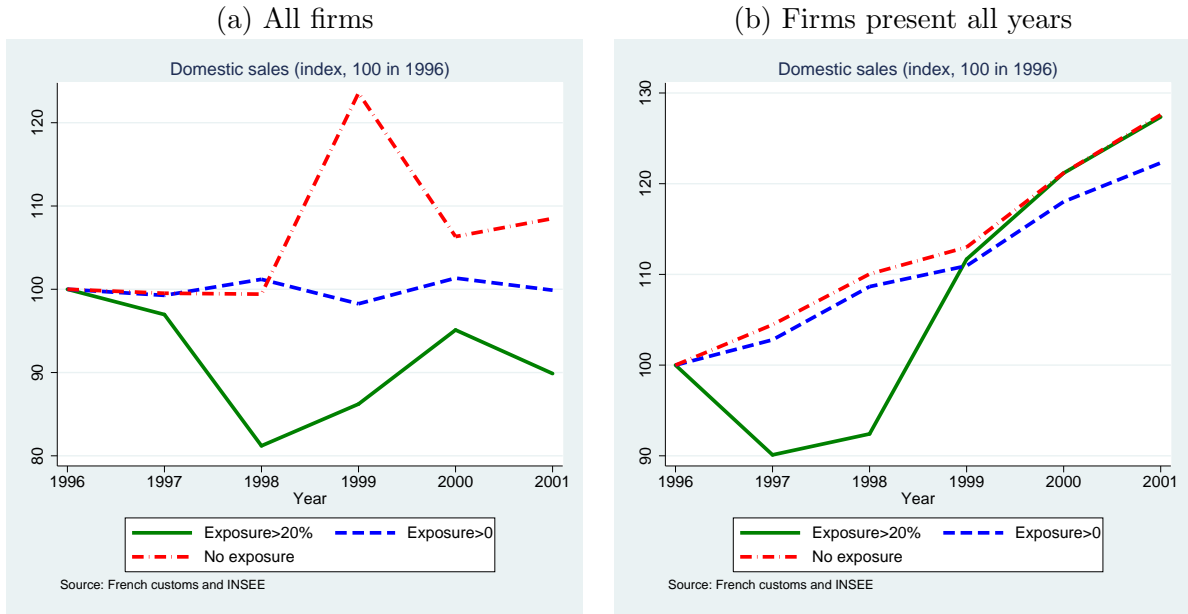 (a) All firms
Domestic sales (index, 100 in 1996)
120
110
100
90
80
1996 1997 1998 1999 2000 2001
Year
Exposure>20% Exposure>0
No exposure
Source: French customs and INSEE
(b) Firms present all years
Domestic sales (index, 100 in 1996)
130
120
110
100
90
1996 1997 1998 1999 2000 2001
Year
Exposure>20% Exposure>0
No exposure
Source: French customs and INSEE